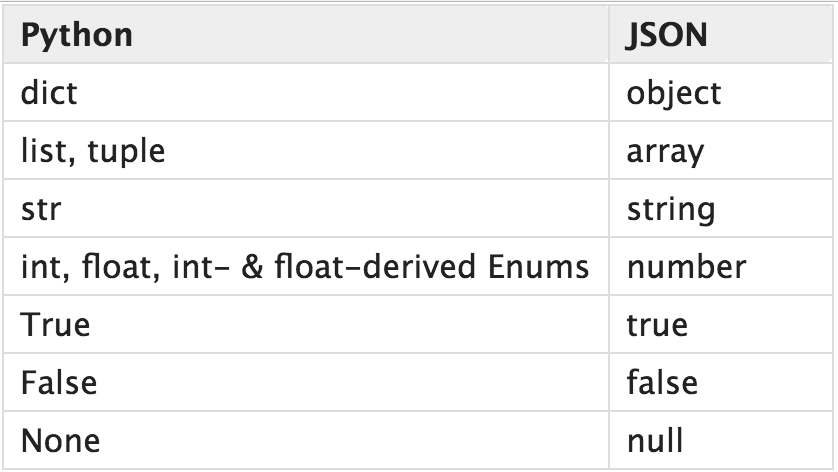 Python JSON
dict object
list, tuple array
str string
int, float, int- & float-derived Enums number
True true
False false
None null